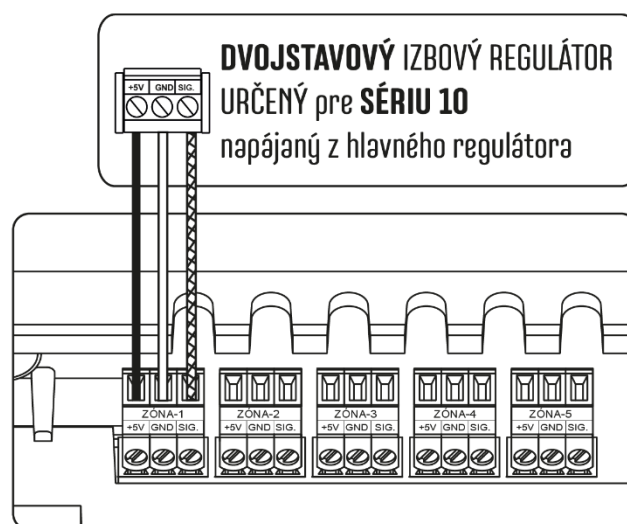 DVOJSTAVOVÝ IZBOVÝ REGULÁTOR
URČENÝ pre SÉRIU 10
napájaný z hlavného regulátora
+5V GND SIG.
ZÓNA-1 ZÓNA-2 ZÓNA-3 ZÓNA-4 ZÓNA-5
+5V GND SIG. +5V GND SIG. +5V GND SIG. +5V GND SIG. +5V GND SIG.